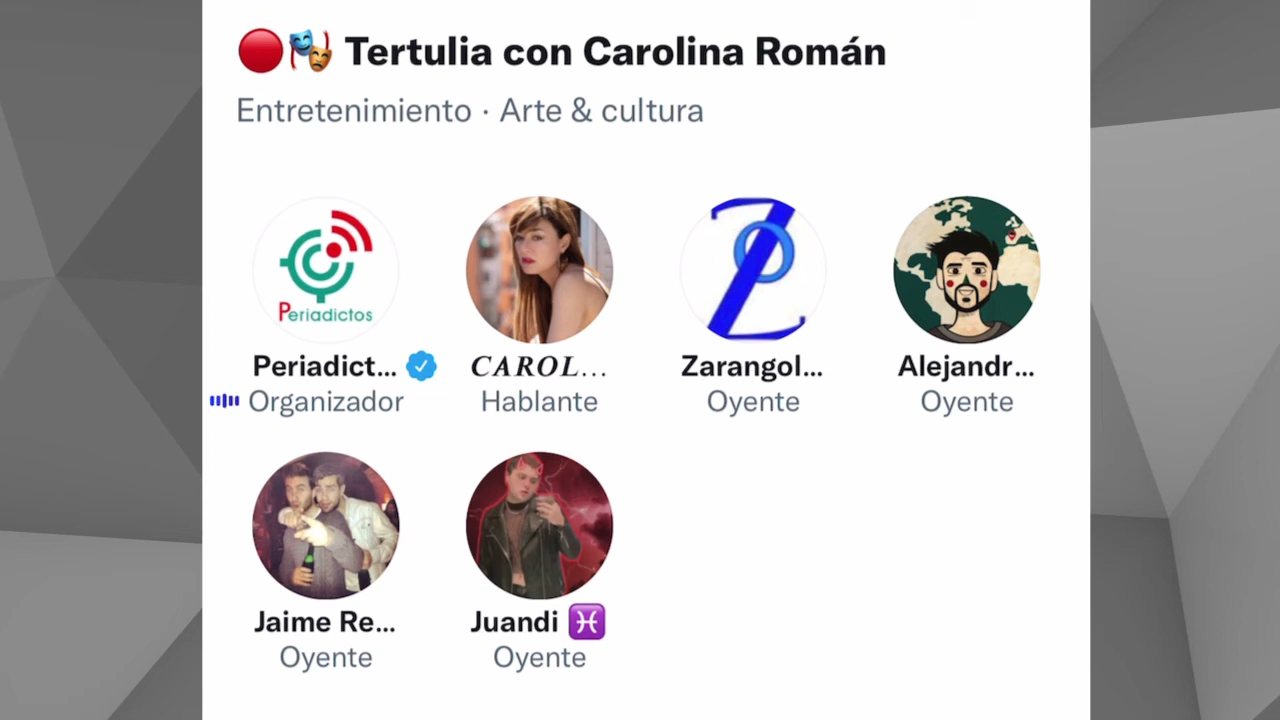 Tertulia con Carolina Román
Entretenimiento · Arte & cultura
Periadictos
Periadict... CAROL... Zarangol... Alejandr...
Organizador Hablante Oyente Oyente
Jaime Re... Juandi
Oyente Oyente